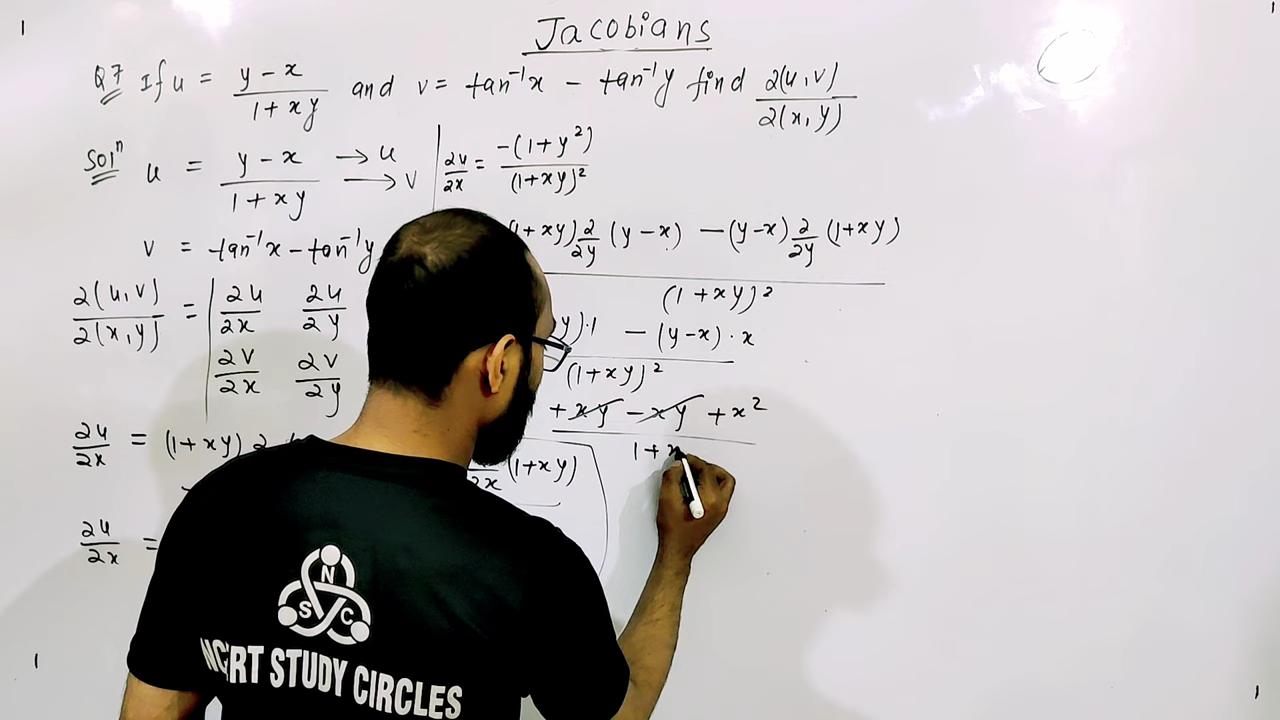 Jacobians
Q7 If u = y - x / 1 + xy and v = tan⁻¹x - tan⁻¹y find ∂(u,v) / ∂(x,y)
Solⁿ u = y - x / 1 + xy → u → v
∂u/∂x = -(1+y²) / (1+xy)²
v = tan⁻¹x - tan⁻¹y
1+xy) ∂/∂y (y-x) - (y-x) ∂/∂y (1+xy)
(1+xy)²
∂(u,v) / ∂(x,y) = | ∂u/∂x ∂u/∂y
∂v/∂x ∂v/∂y
y)·1 - (y-x)·x
(1+xy)²
+xy - xy + x²
1+x
∂u/∂x = (1+xy) ∂
∂x (1+xy)
∂u/∂x =
N
S C
NCERT STUDY CIRCLES